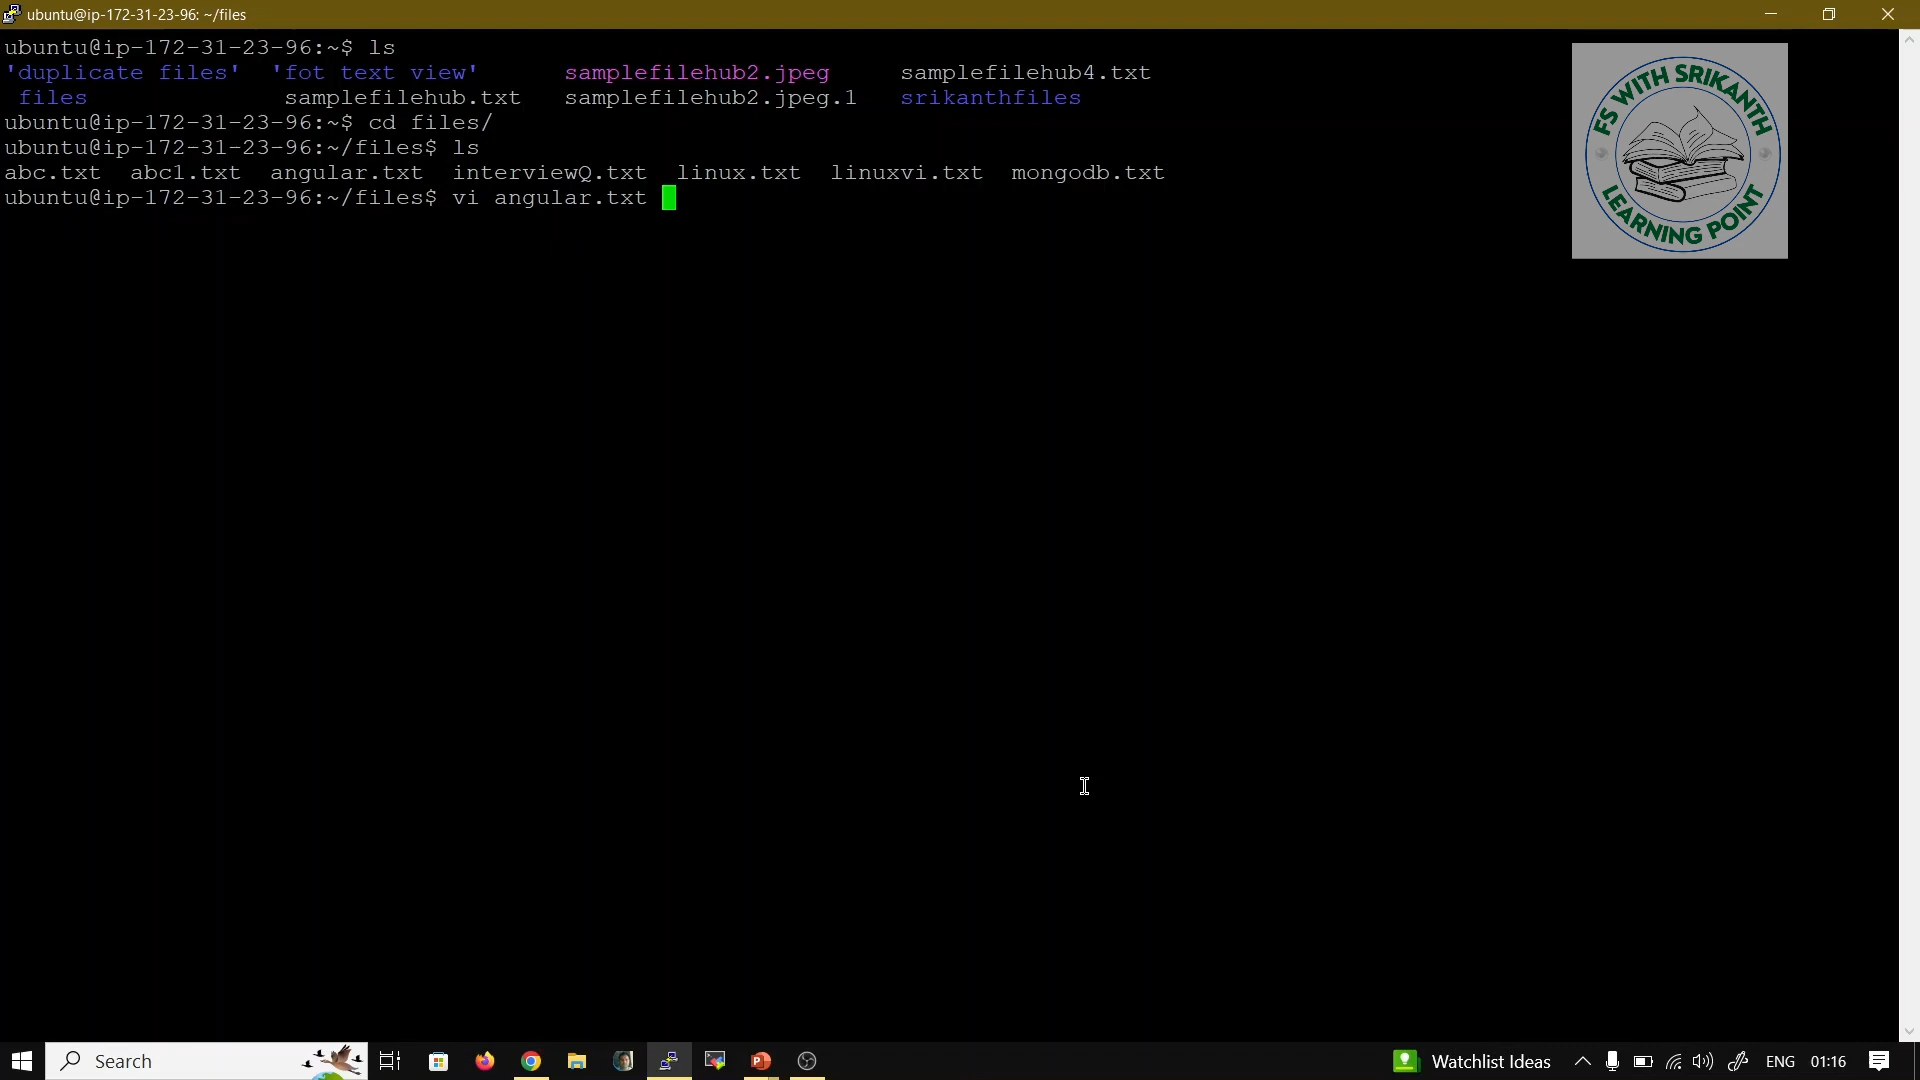 ubuntu@ip-172-31-23-96: ~/files
ubuntu@ip-172-31-23-96:~$ ls
'duplicate files' 'fot text view' samplefilehub2.jpeg samplefilehub4.txt
files samplefilehub.txt samplefilehub2.jpeg.1 srikanthfiles
ubuntu@ip-172-31-23-96:~$ cd files/
ubuntu@ip-172-31-23-96:~/files$ ls
abc.txt abc1.txt angular.txt interviewQ.txt linux.txt linuxvi.txt mongodb.txt
ubuntu@ip-172-31-23-96:~/files$ vi angular.txt
FS WITH SRIKANTH
LEARNING POINT
Search
Watchlist Ideas
ENG
01:16